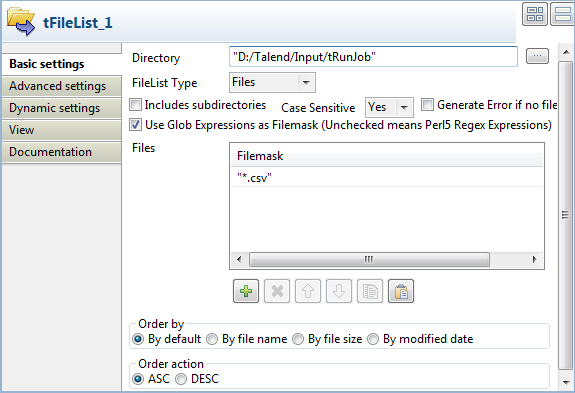 tFileList_1
Basic settings
Advanced settings
Dynamic settings
View
Documentation
Directory "D:/Talend/Input/tRunJob" ...
FileList Type Files
Includes subdirectories Case Sensitive Yes Generate Error if no file
Use Glob Expressions as Filemask (Unchecked means Perl5 Regex Expressions)
Files Filemask
"*.csv"
Order by
By default By file name By file size By modified date
Order action
ASC DESC